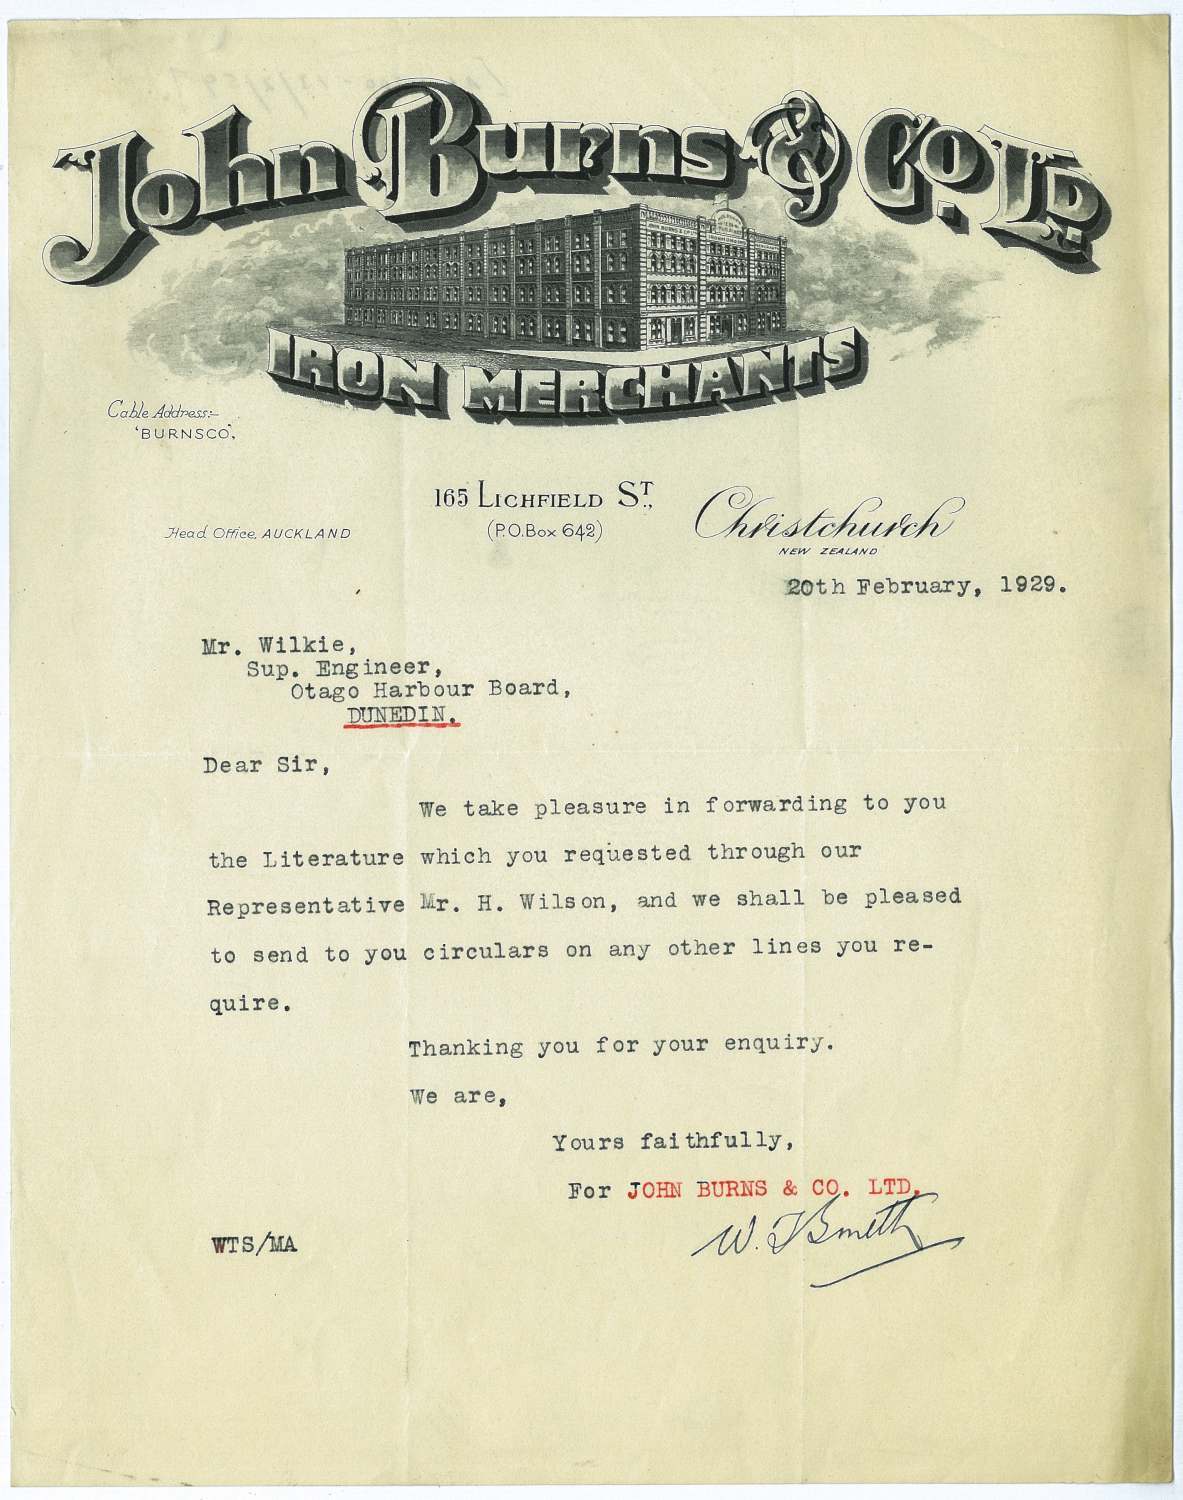 John Burns & Co. Ld.
IRON MERCHANTS
Cable Address:-
'BURNSCO'.
165 LICHFIELD ST.,
Head Office, AUCKLAND
(P.O. Box 642)
Christchurch
NEW ZEALAND
20th February, 1929.
Mr. Wilkie,
Sup. Engineer,
Otago Harbour Board,
DUNEDIN.
Dear Sir,
We take pleasure in forwarding to you
the Literature which you requested through our
Representative Mr. H. Wilson, and we shall be pleased
to send to you circulars on any other lines you re-
quire.
Thanking you for your enquiry.
We are,
Yours faithfully,
For JOHN BURNS & CO. LTD.
W. T Smith
WTS/MA